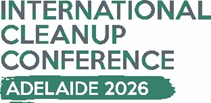 INTERNATIONAL
CLEANUP
CONFERENCE
ADELAIDE 2026